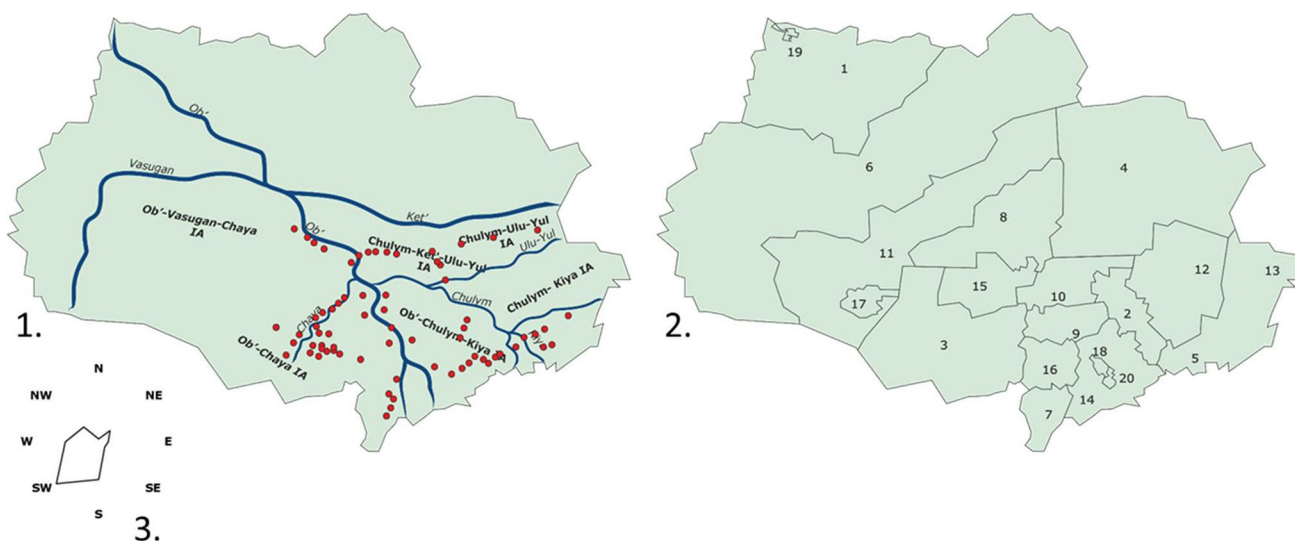 Ob’
Vasugan
Ob’-Vasugan-Chaya
IA
Ob’
Ket’
Chulym-Ulu-Yul
IA
Ulu-Yul
Chulym-Ket’-Ulu-Yul
IA
Chulym
Chulym- Kiya IA
Chaya
Ob’-Chulym-Kiya IA
Ob’-Chaya IA
1.
N
NW
NE
W
E
SW
SE
S
3.
19
1
6
4
8
11
12
13
17
15
10
2
3
9
18
5
16
20
7
14
2.